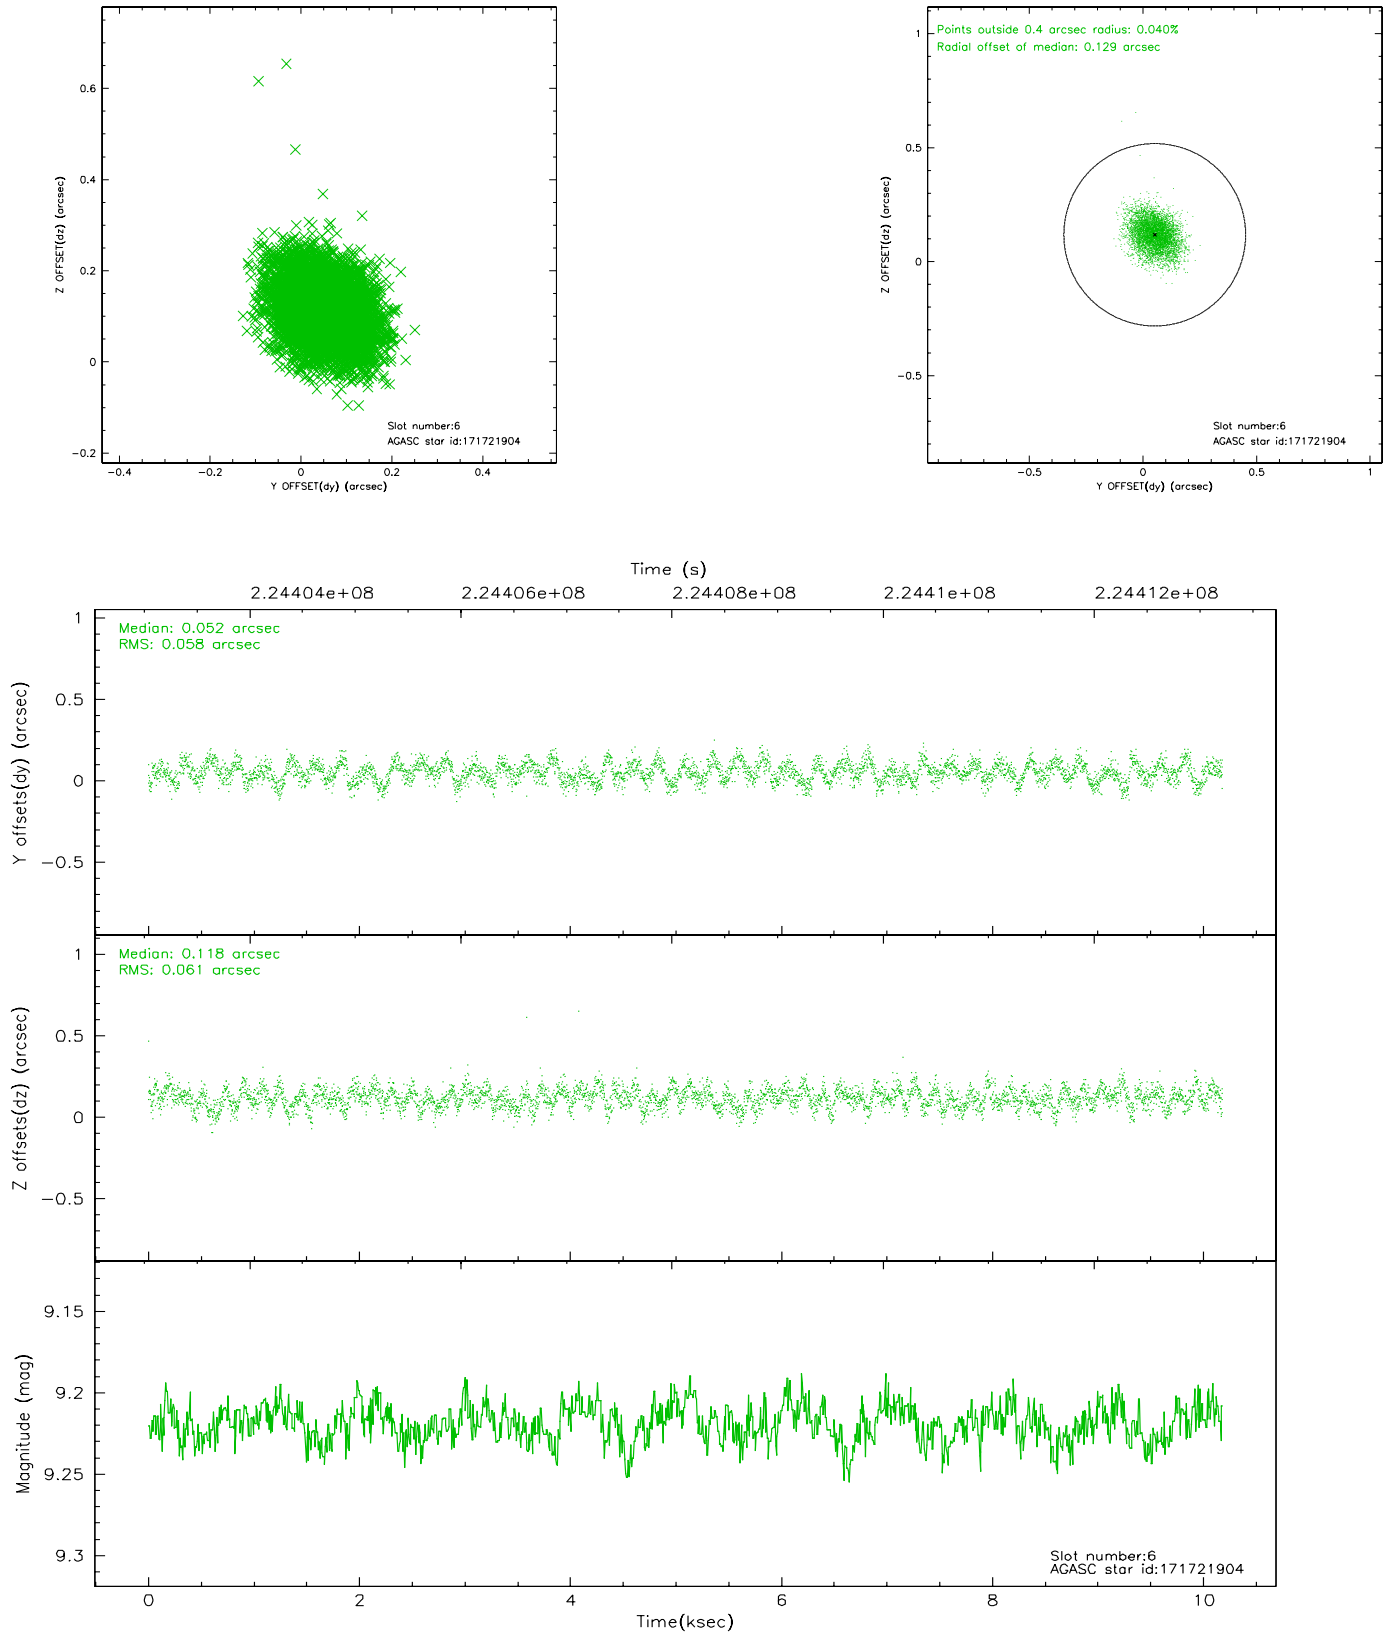 0.6
0.4
0.2
0
−0.2
−0.4
−0.2
0
0.2
0.4
Z OFFSET(dz) (arcsec)
Y OFFSET(dy) (arcsec)
Slot number:6
AGASC star id:171721904
Points outside 0.4 arcsec radius: 0.040%
Radial offset of median: 0.129 arcsec
1
0.5
0
−0.5
−0.5
0
0.5
1
Z OFFSET(dz) (arcsec)
Y OFFSET(dy) (arcsec)
Slot number:6
AGASC star id:171721904
Time (s)
2.24404e+08
2.24406e+08
2.24408e+08
2.2441e+08
2.24412e+08
Median: 0.052 arcsec
RMS: 0.058 arcsec
1
0.5
0
−0.5
Y offsets(dy) (arcsec)
Median: 0.118 arcsec
RMS: 0.061 arcsec
1
0.5
0
−0.5
Z offsets(dz) (arcsec)
9.15
9.2
9.25
9.3
Magnitude (mag)
Slot number:6
AGASC star id:171721904
0
2
4
6
8
10
Time(ksec)